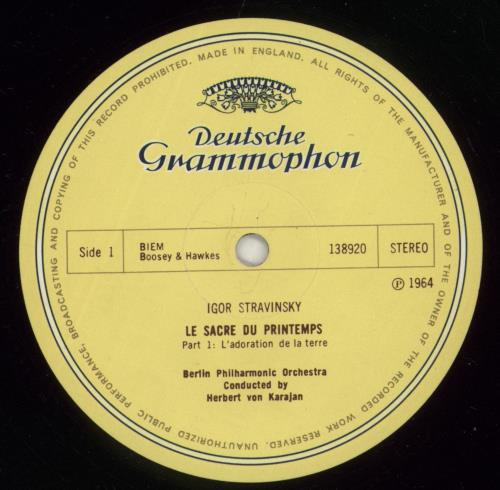 MADE IN ENGLAND. ALL RIGHTS OF THE MANUFACTURER AND OF THE OWNER OF THE RECORDED WORK RESERVED. UNAUTHORIZED PUBLIC PERFORMANCE, BROADCASTING AND COPYING OF THIS RECORD PROHIBITED.
Deutsche
Grammophon
Side 1
BIEM
Boosey & Hawkes
138920
STEREO
℗ 1964
IGOR STRAVINSKY
LE SACRE DU PRINTEMPS
Part 1: L'adoration de la terre
Berlin Philharmonic Orchestra
Conducted by
Herbert von Karajan